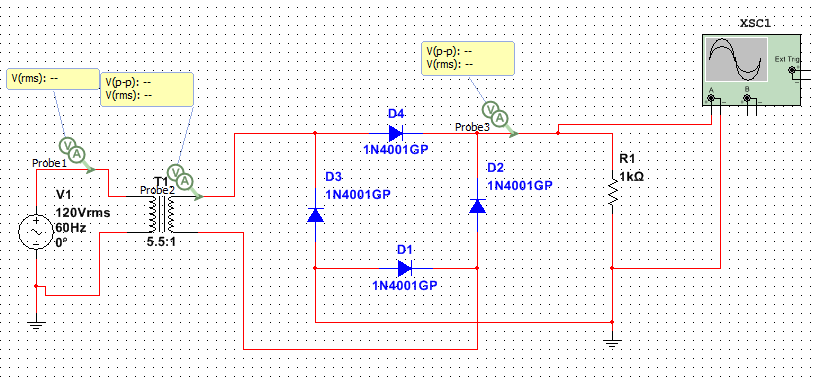 XSC1
Ext Trig
A
B
V(p-p): --
V(rms): --
V(rms): --
V(p-p): --
V(rms): --
V
A
Probe3
D4
1N4001GP
V
A
Probe1
V
A
T1
Probe2
5.5:1
V1
120Vrms
60Hz
0°
D3
1N4001GP
D2
1N4001GP
R1
1kΩ
D1
1N4001GP